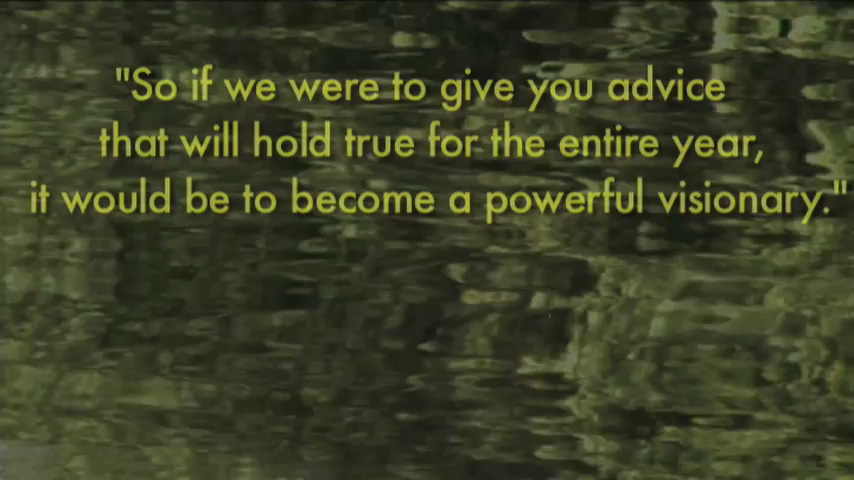 "So if we were to give you advice
that will hold true for the entire year,
it would be to become a powerful visionary."